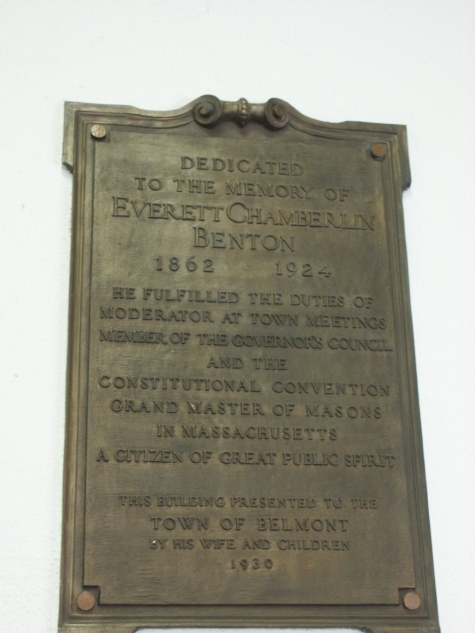 DEDICATED
TO THE MEMORY OF
EVERETT CHAMBERLIN
BENTON
1862 1924
HE FULFILLED THE DUTIES OF
MODERATOR AT TOWN MEETINGS
MEMBER OF THE GOVERNOR'S COUNCIL
AND THE
CONSTITUTIONAL CONVENTION
GRAND MASTER OF MASONS
IN MASSACHUSETTS
A CITIZEN OF GREAT PUBLIC SPIRIT
THIS BUILDING PRESENTED TO THE
TOWN OF BELMONT
BY HIS WIFE AND CHILDREN
1930